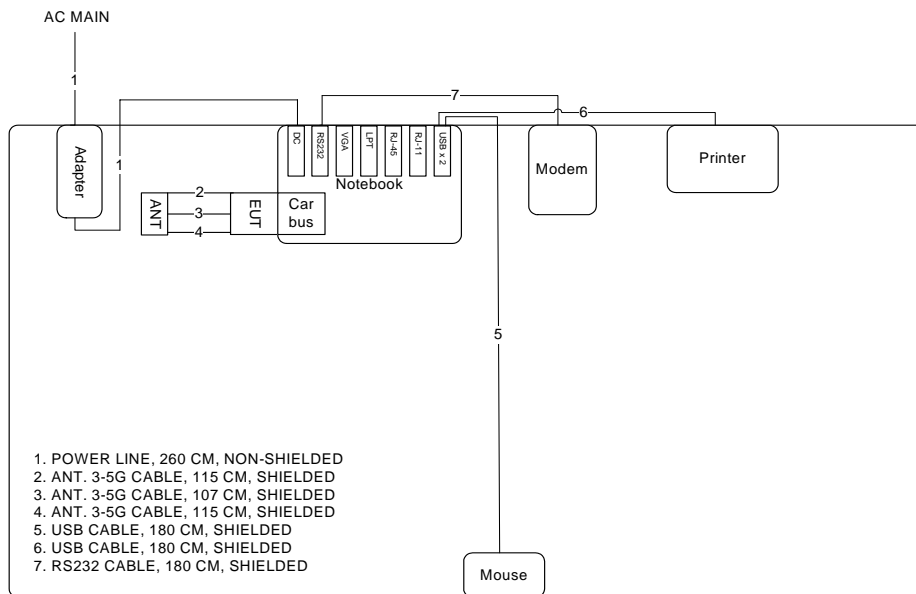 AC MAIN
1
7
6
Adapter
1
DC
RS232
VGA
LPT
RJ-45
RJ-11
USB x 2
Notebook
Modem
Printer
ANT
2
3
4
EUT
Car
bus
5
1. POWER LINE, 260 CM, NON-SHIELDED
2. ANT. 3-5G CABLE, 115 CM, SHIELDED
3. ANT. 3-5G CABLE, 107 CM, SHIELDED
4. ANT. 3-5G CABLE, 115 CM, SHIELDED
5. USB CABLE, 180 CM, SHIELDED
6. USB CABLE, 180 CM, SHIELDED
7. RS232 CABLE, 180 CM, SHIELDED
Mouse